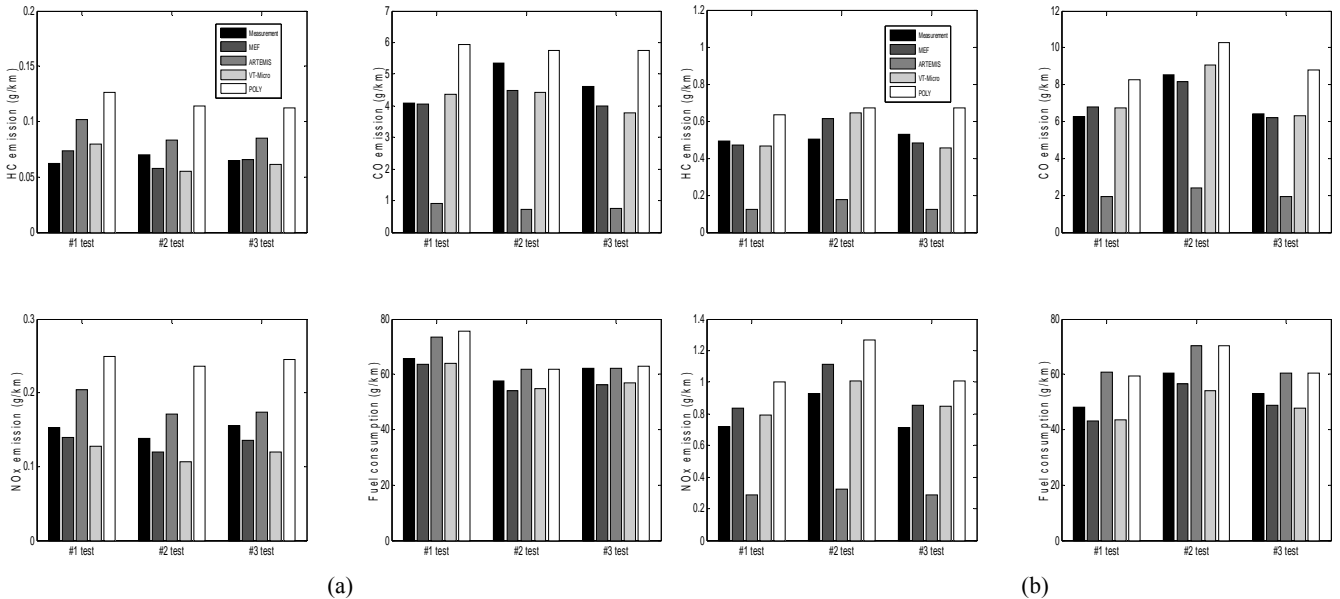 0.2
0.15
0.1
0.05
0
HC emission (g/km)
#1 test
#2 test
#3 test
Measurement
MEF
ARTEMIS
VT-Micro
POLY
7
6
5
4
3
2
1
0
CO emission (g/km)
#1 test
#2 test
#3 test
1.2
1
0.8
0.6
0.4
0.2
0
HC emission (g/km)
#1 test
#2 test
#3 test
Measurement
MEF
ARTEMIS
VT-Micro
POLY
12
10
8
6
4
2
0
CO emission (g/km)
#1 test
#2 test
#3 test
0.3
0.2
0.1
0
NOx emission (g/km)
#1 test
#2 test
#3 test
80
60
40
20
0
Fuel consumption (g/km)
#1 test
#2 test
#3 test
1.4
1.2
1
0.8
0.6
0.4
0.2
0
NOx emission (g/km)
#1 test
#2 test
#3 test
80
60
40
20
0
Fuel consumption (g/km)
#1 test
#2 test
#3 test
(a)
(b)